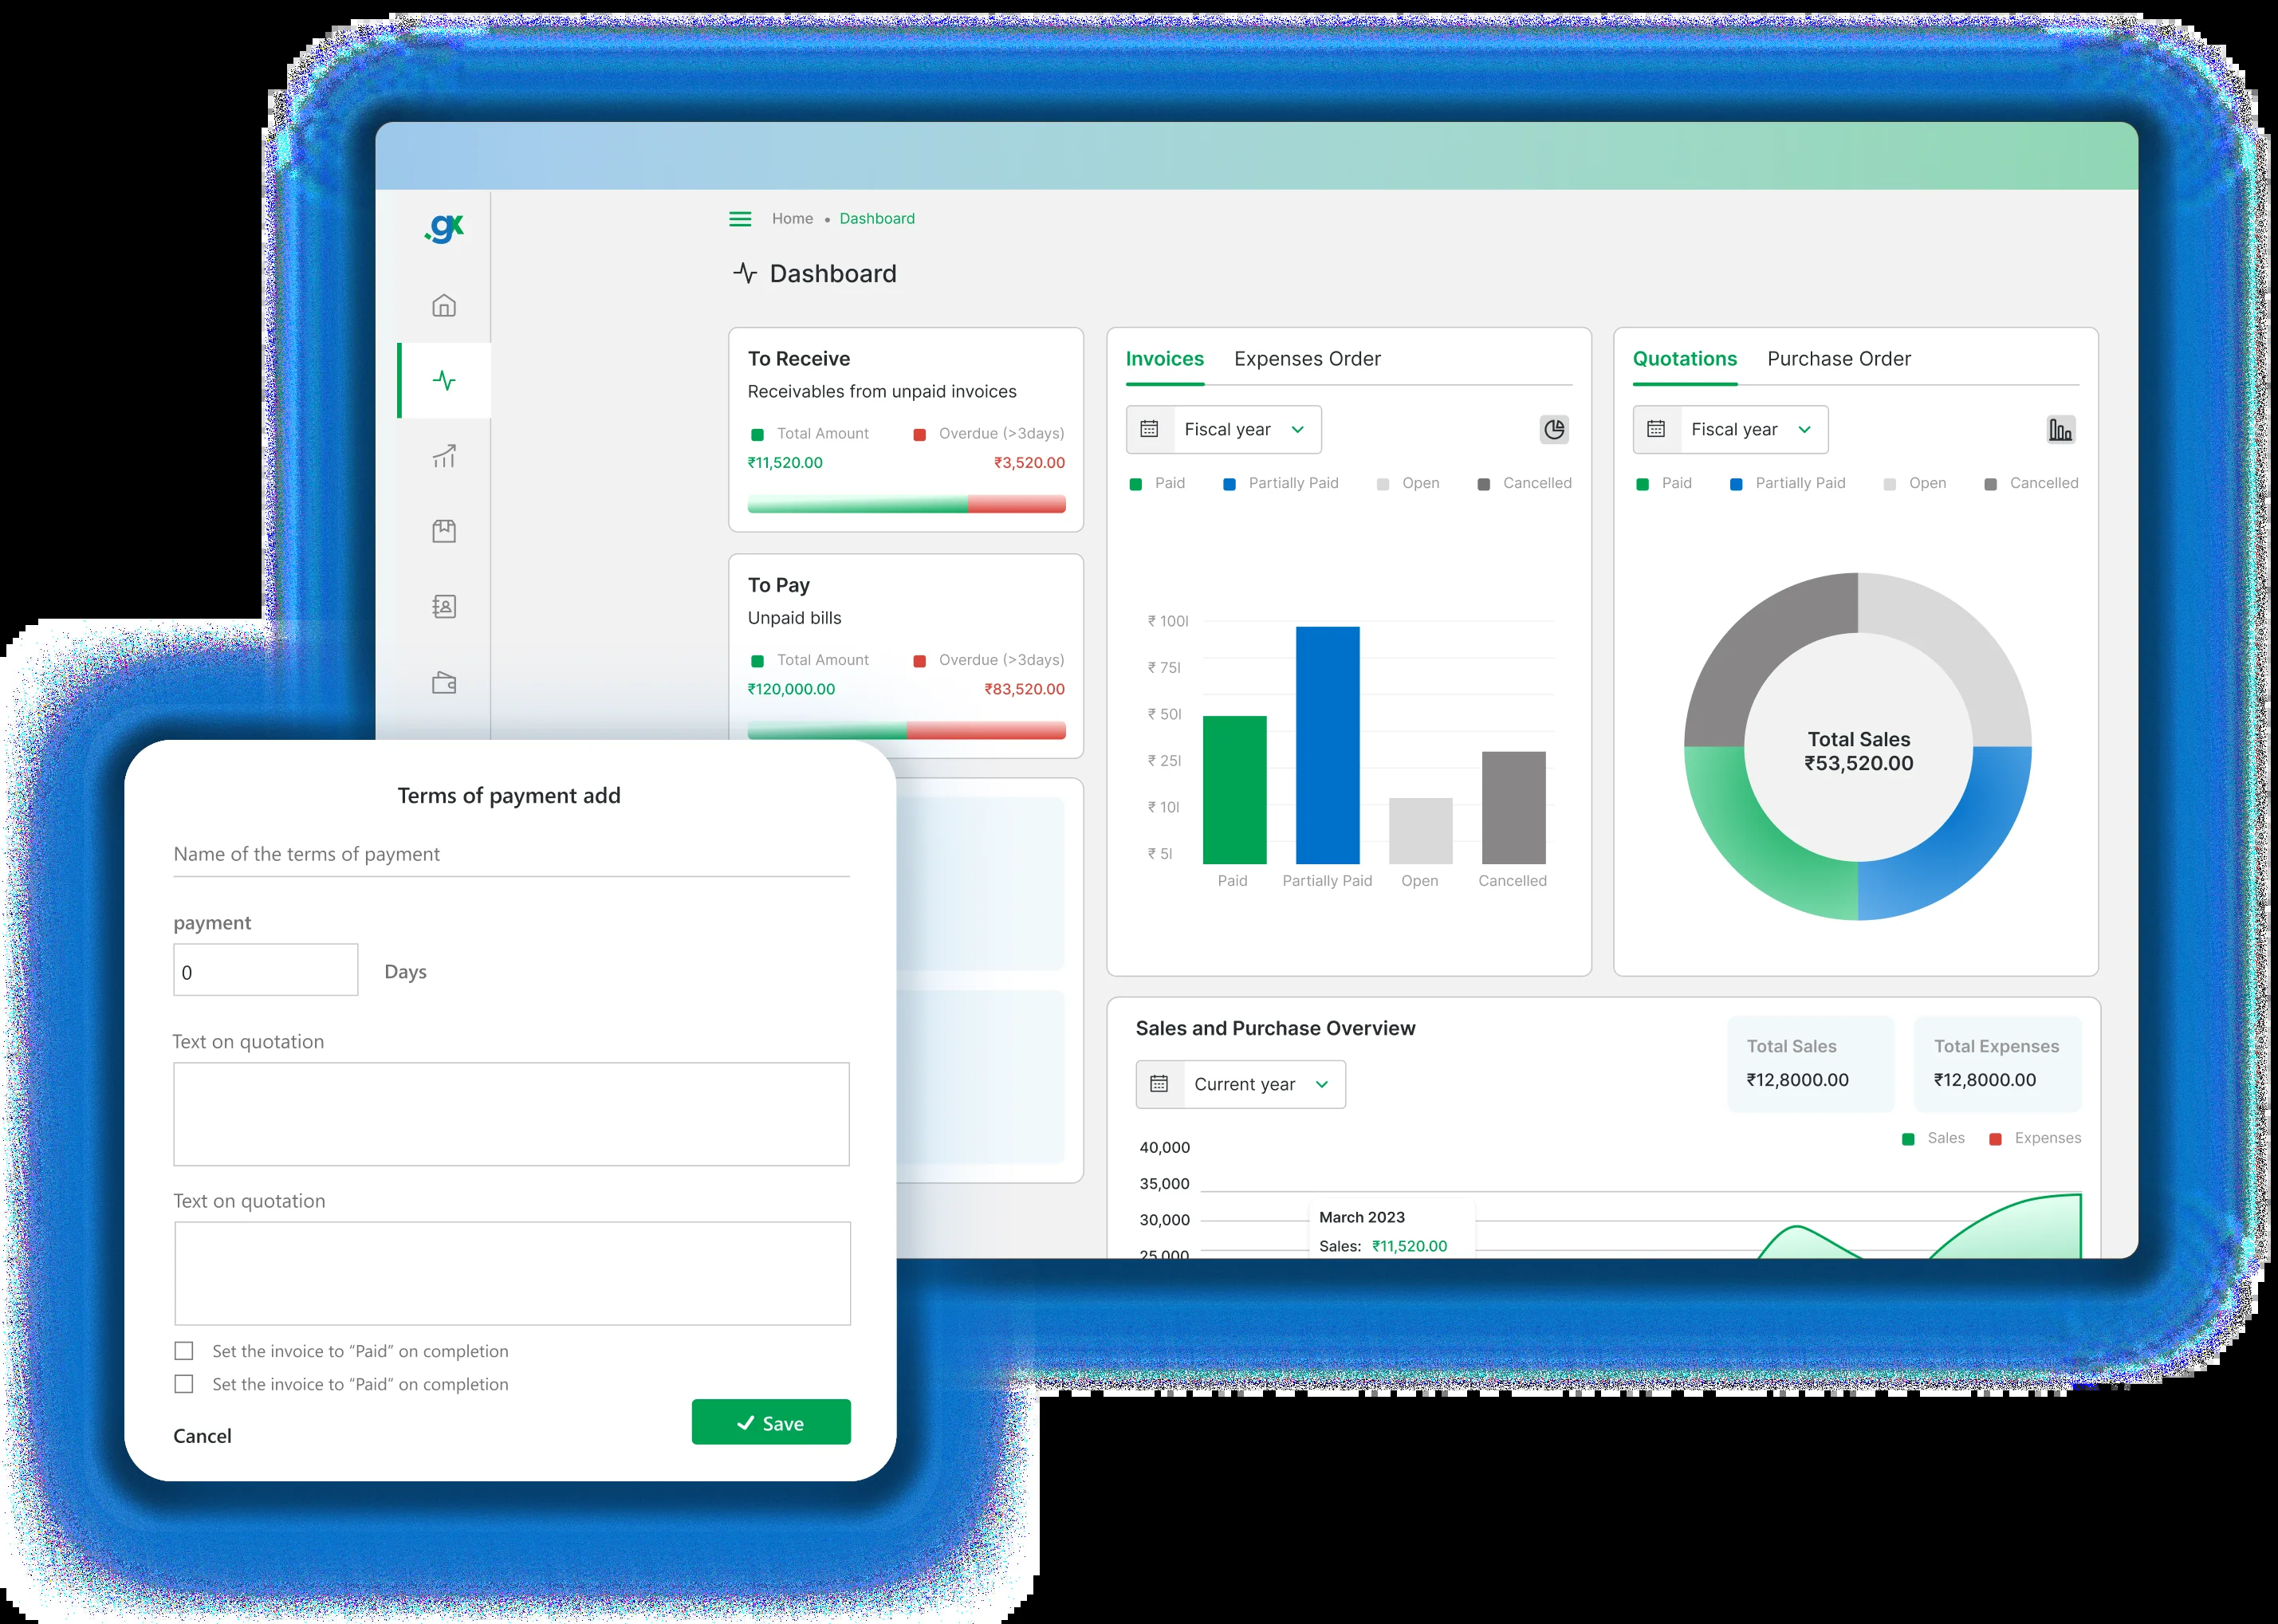 .gx
Home • Dashboard
Dashboard
To Receive
Receivables from unpaid invoices
Total Amount Overdue (>3days)
₹11,520.00 ₹3,520.00
To Pay
Unpaid bills
Total Amount Overdue (>3days)
₹120,000.00 ₹83,520.00
Invoices Expenses Order
Fiscal year
Paid Partially Paid Open Cancelled
₹ 100l
₹ 75l
₹ 50l
₹ 25l
₹ 10l
₹ 5l
Paid Partially Paid Open Cancelled
Quotations Purchase Order
Fiscal year
Paid Partially Paid Open Cancelled
Total Sales
₹53,520.00
Sales and Purchase Overview
Current year
Total Sales
₹12,8000.00
Total Expenses
₹12,8000.00
Sales Expenses
40,000
35,000
30,000
25,000
March 2023
Sales: ₹11,520.00
Terms of payment add
Name of the terms of payment
payment
0 Days
Text on quotation
Text on quotation
Set the invoice to “Paid” on completion
Set the invoice to “Paid” on completion
Cancel
Save